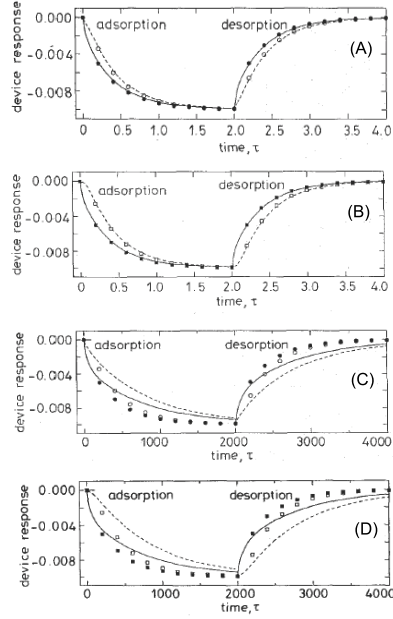 0.000
-0.004
-0.008
device response
adsorption
desorption
(A)
0 0.5 1.0 1.5 2.0 2.5 3.0 3.5 4.0
time, τ
0.000
-0.004
-0.008
device response
adsorption
desorption
(B)
0 0.5 1.0 1.5 2.0 2.5 3.0 3.5 4.0
time, τ
0.000
-0.004
-0.008
device response
adsorption
desorption
(C)
0 1000 2000 3000 4000
time, τ
0.000
-0.004
-0.008
device response
adsorption
desorption
(D)
0 1000 2000 3000 4000
time, τ